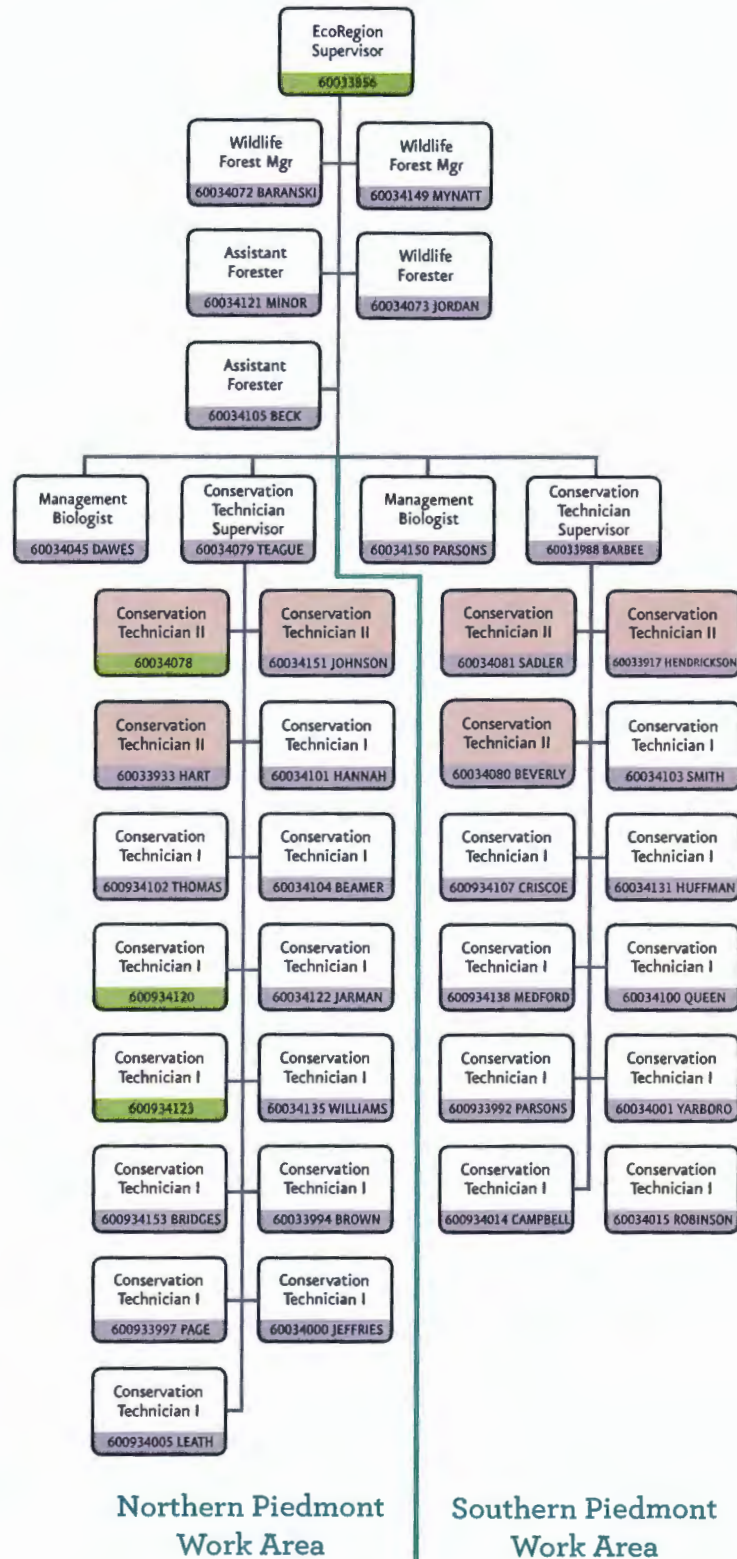 EcoRegion
Supervisor
60033856
Wildlife
Forest Mgr
60034072 BARANSKI
Wildlife
Forest Mgr
60034149 MYNATT
Assistant
Forester
60034121 MINOR
Wildlife
Forester
60034073 JORDAN
Assistant
Forester
60034105 BECK
Management
Biologist
60034045 DAWES
Conservation
Technician
Supervisor
60034079 TEAGUE
Management
Biologist
60034150 PARSONS
Conservation
Technician
Supervisor
60033988 BARBEE
Conservation
Technician II
60034078
Conservation
Technician II
60034151 JOHNSON
Conservation
Technician II
60033933 HART
Conservation
Technician I
60034101 HANNAH
Conservation
Technician I
600934102 THOMAS
Conservation
Technician I
60034104 BEAMER
Conservation
Technician I
600934120
Conservation
Technician I
60034122 JARMAN
Conservation
Technician I
600934123
Conservation
Technician I
60034135 WILLIAMS
Conservation
Technician I
600934153 BRIDGES
Conservation
Technician I
60033994 BROWN
Conservation
Technician I
600933997 PAGE
Conservation
Technician I
60034000 JEFFRIES
Conservation
Technician I
600934005 LEATH
Northern Piedmont
Work Area
Conservation
Technician II
60034081 SADLER
Conservation
Technician II
60033917 HENDRICKSON
Conservation
Technician II
60034080 BEVERLY
Conservation
Technician I
60034103 SMITH
Conservation
Technician I
600934107 CRISCOE
Conservation
Technician I
60034131 HUFFMAN
Conservation
Technician I
600934138 MEDFORD
Conservation
Technician I
60034100 QUEEN
Conservation
Technician I
600933992 PARSONS
Conservation
Technician I
60034001 YARBORO
Conservation
Technician I
600934014 CAMPBELL
Conservation
Technician I
60034015 ROBINSON
Southern Piedmont
Work Area